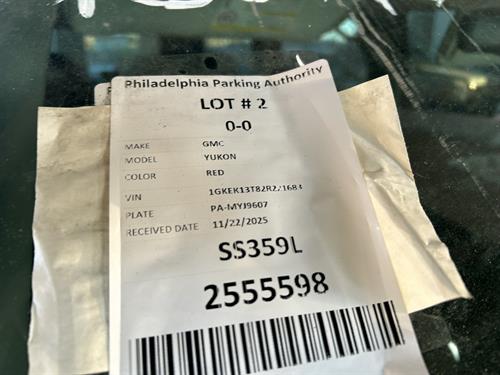 Philadelphia Parking Authority
LOT # 2
0-0
MAKE GMC
MODEL YUKON
COLOR RED
VIN
PLATE PA-MYJ9607
RECEIVED DATE 11/22/2025
SS359L
2555598